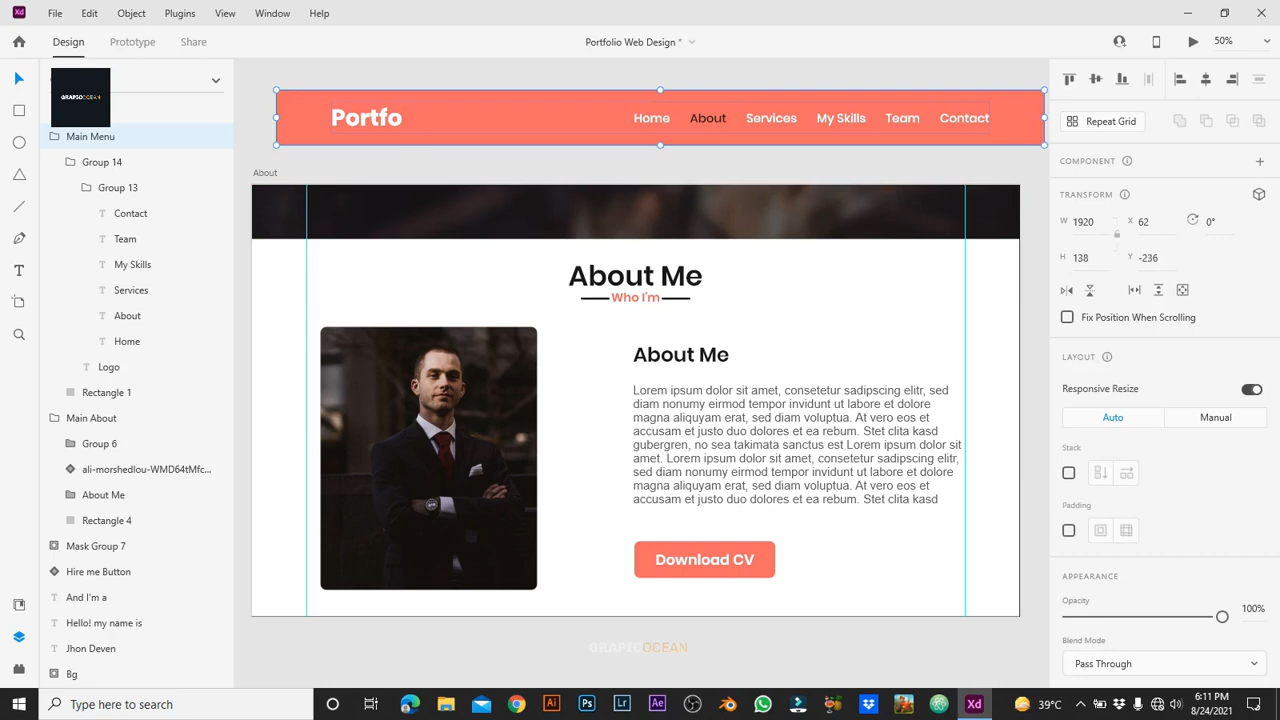 Xd File Edit Object Plugins View Window Help
Design Prototype Share Portfolio Web Design * 50%
GRAPICOCEAN
Main Menu
Group 14
Group 13
Contact
Team
My Skills
Services
About
Home
Logo
Rectangle 1
Main About
Group 6
ali-morshedlou-WMD64tMfc...
About Me
Rectangle 4
Mask Group 7
Hire me Button
And I'm a
Hello! my name is
Jhon Deven
Bg
Portfo Home About Services My Skills Team Contact
About
About Me
Who I'm
About Me
Lorem ipsum dolor sit amet, consetetur sadipscing elitr, sed
diam nonumy eirmod tempor invidunt ut labore et dolore
magna aliquyam erat, sed diam voluptua. At vero eos et
accusam et justo duo dolores et ea rebum. Stet clita kasd
gubergren, no sea takimata sanctus est Lorem ipsum dolor sit
amet. Lorem ipsum dolor sit amet, consetetur sadipscing elitr,
sed diam nonumy eirmod tempor invidunt ut labore et dolore
magna aliquyam erat, sed diam voluptua. At vero eos et
accusam et justo duo dolores et ea rebum. Stet clita kasd
Download CV
GRAPICOCEAN
Repeat Grid
COMPONENT
TRANSFORM
W 1920 X 62 0°
H 138 Y -236
Fix Position When Scrolling
LAYOUT
Responsive Resize
Auto Manual
Stack
Padding
APPEARANCE
Opacity
100%
Blend Mode
Pass Through
Type here to search
Ai Ps Lr Ae Xd
39°C
6:11 PM
8/24/2021